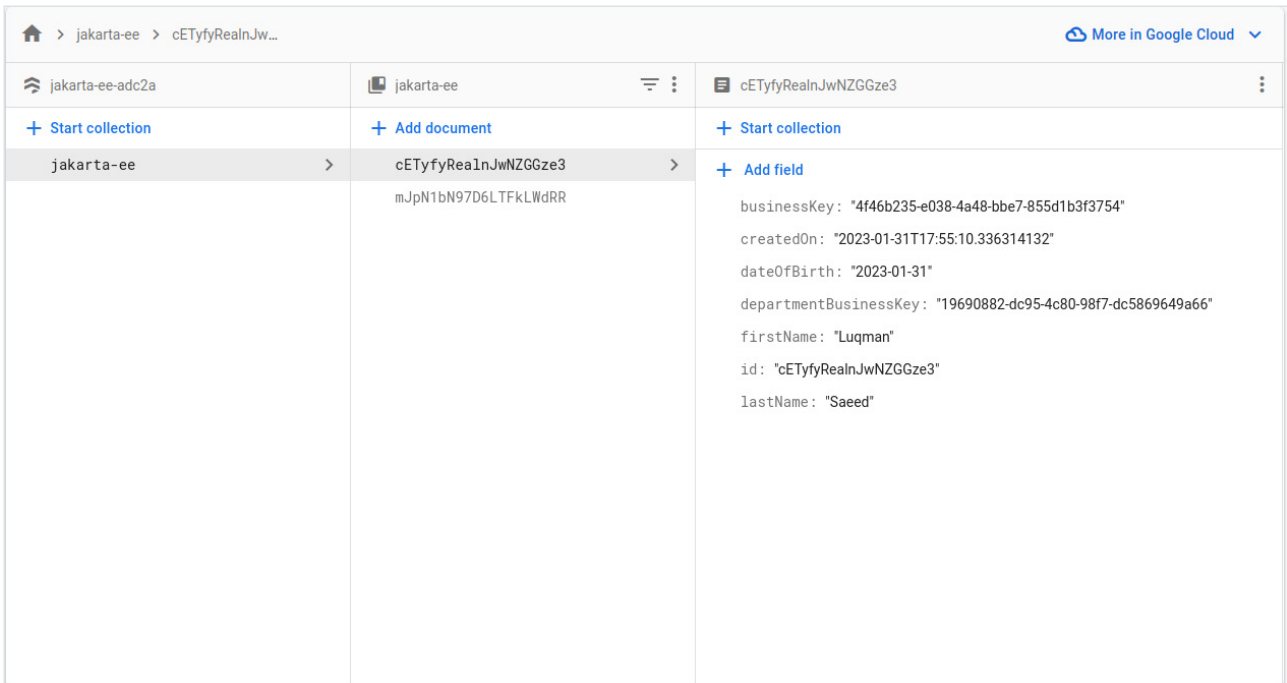 jakarta-ee cETyfyRealnJw... More in Google Cloud
jakarta-ee-adc2a
Start collection
jakarta-ee
jakarta-ee
Add document
cETyfyRealnJwNZGGze3
mJpN1bN97D6LTFkLWdRR
cETyfyRealnJwNZGGze3
Start collection
Add field
businessKey: "4f46b235-e038-4a48-bbe7-855d1b3f3754"
createdOn: "2023-01-31T17:55:10.336314132"
dateOfBirth: "2023-01-31"
departmentBusinessKey: "19690882-dc95-4c80-98f7-dc5869649a66"
firstName: "Luqman"
id: "cETyfyRealnJwNZGGze3"
lastName: "Saeed"